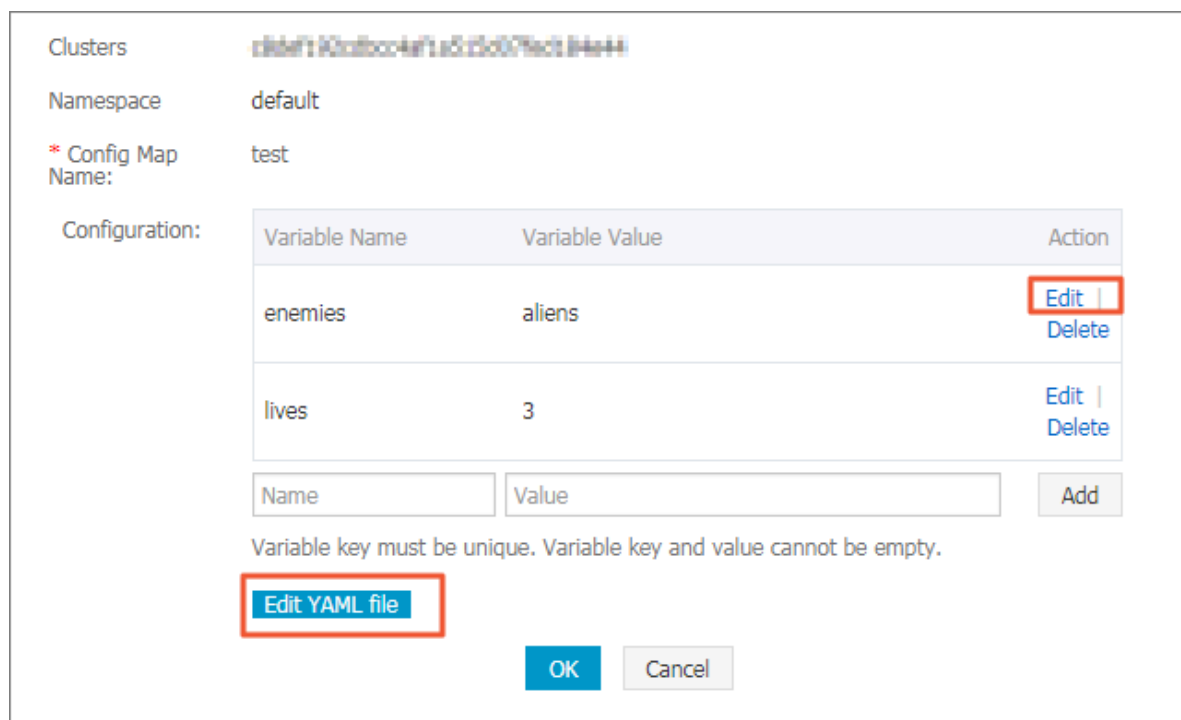 Clusters
Namespace default
* Config Map Name: test
Configuration:
Variable Name Variable Value Action
enemies aliens Edit |
Delete
lives 3 Edit |
Delete
Name Value Add
Variable key must be unique. Variable key and value cannot be empty.
Edit YAML file
OK Cancel